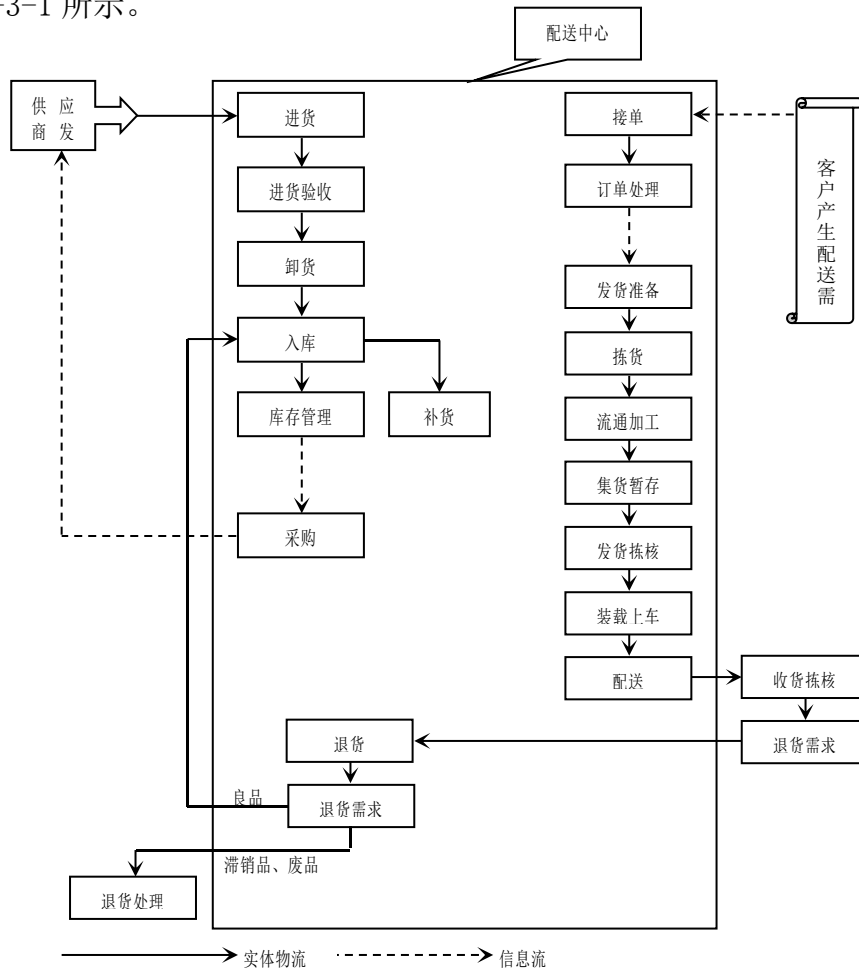 -3-1 所示。
配送中心
供 应
商 发
进货
进货验收
卸货
入库
库存管理
补货
采购
接单
订单处理
发货准备
拣货
流通加工
集货暂存
发货拣核
装载上车
配送
客户产生配送需
收货拣核
退货需求
退货
良品
退货需求
滞销品、废品
退货处理
实体物流
信息流